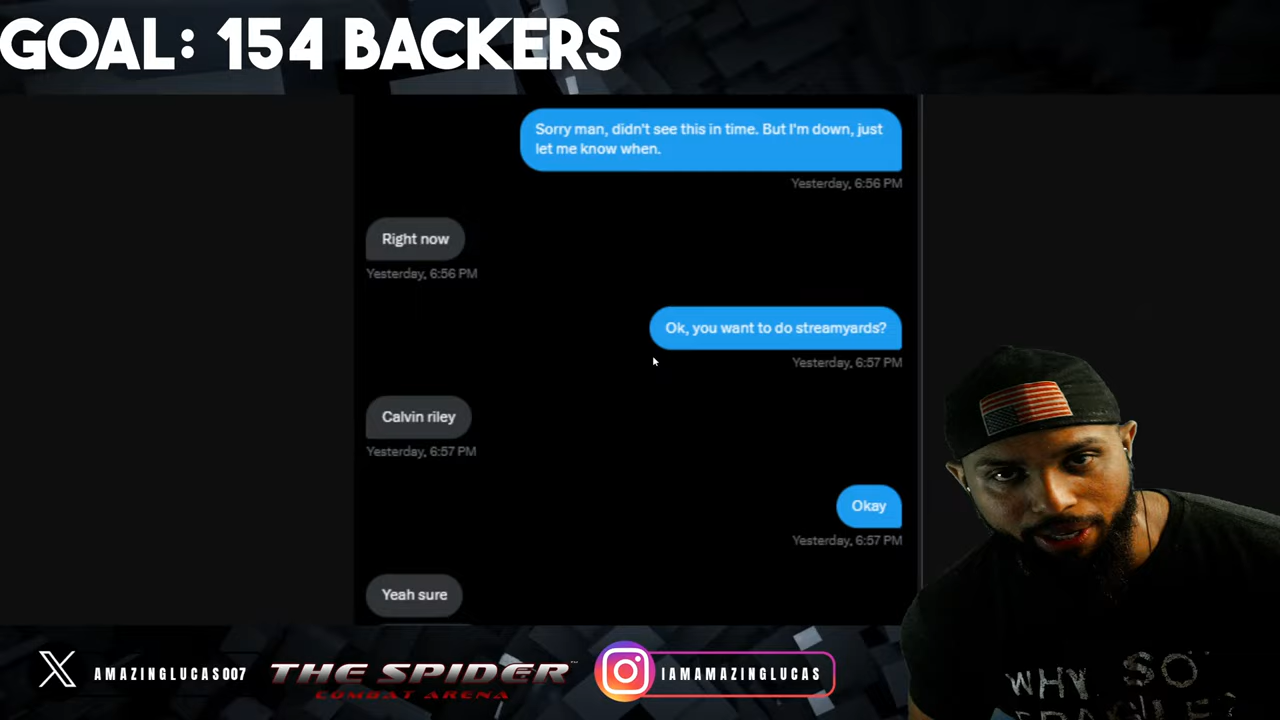 GOAL: 154 BACKERS
Sorry man, didn't see this in time. But I'm down, just
let me know when.
Yesterday, 6:56 PM
Right now
Yesterday, 6:56 PM
Ok, you want to do streamyards?
Yesterday, 6:57 PM
Calvin riley
Yesterday, 6:57 PM
Okay
Yesterday, 6:57 PM
Yeah sure
WHY SO
AMAZINGLUCAS007
THE SPIDER
COMBAT ARENA
IAMAMAZINGLUCAS